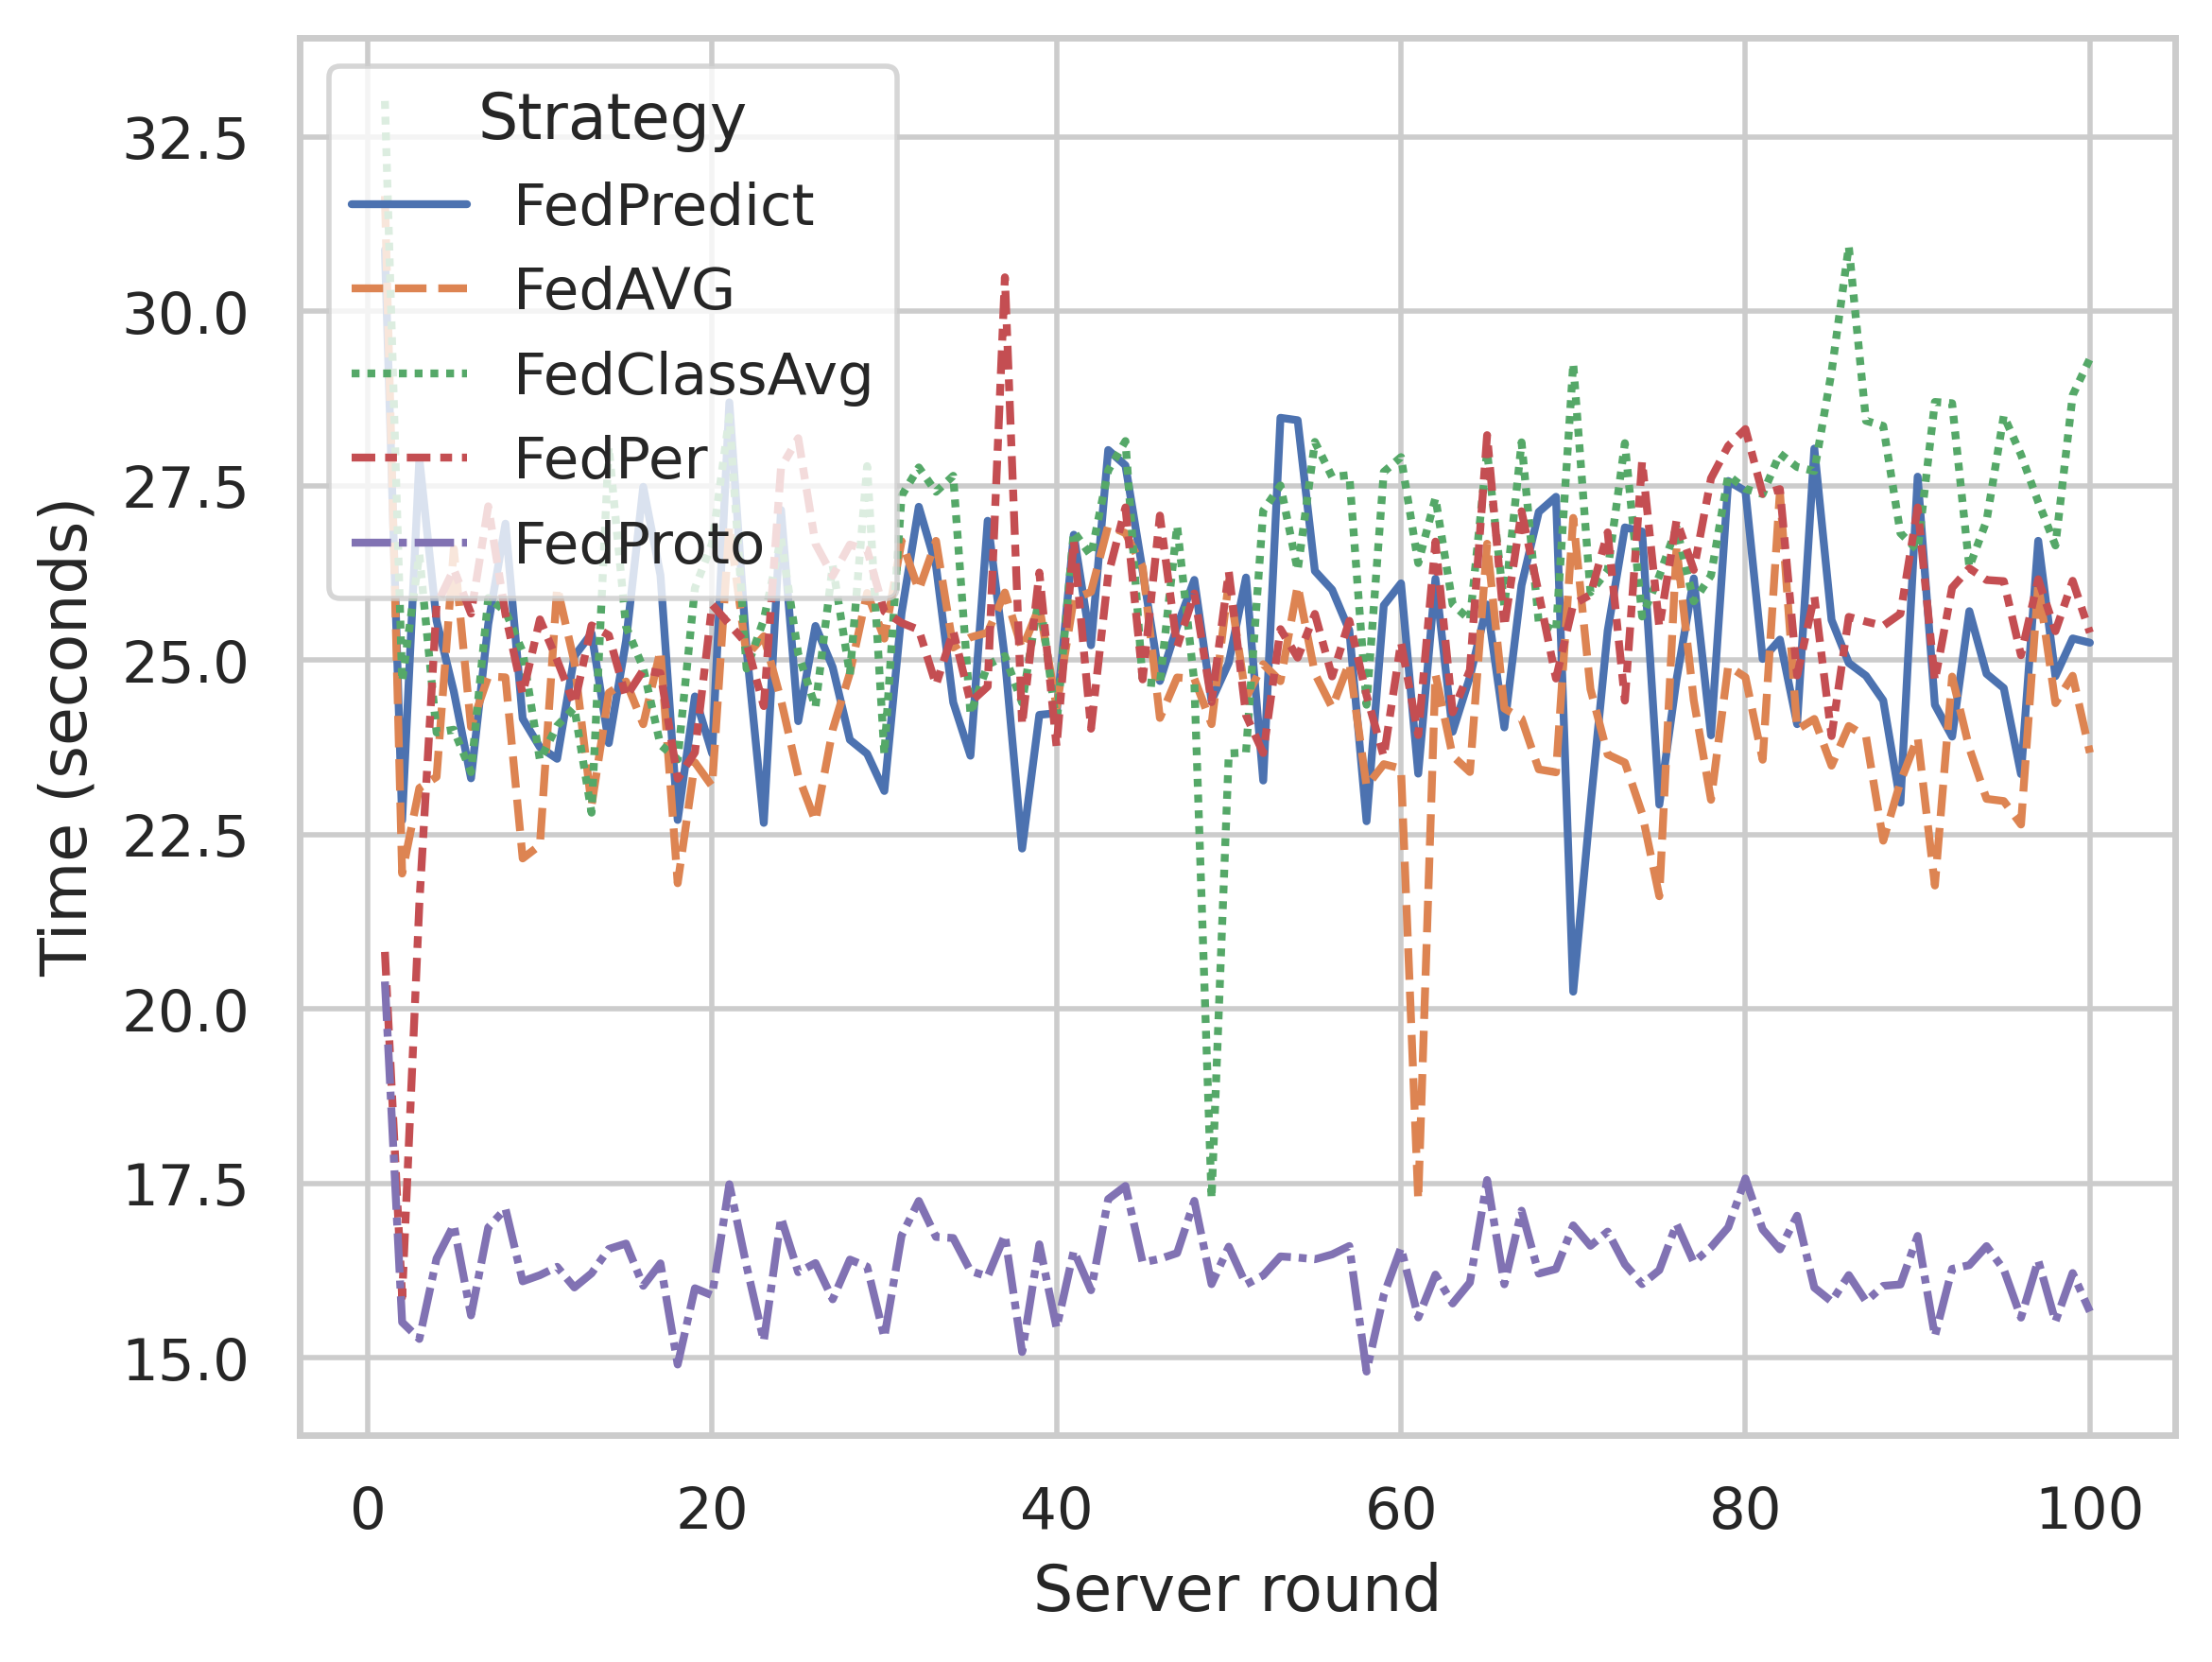 Strategy
FedPredict
FedAVG
FedClassAvg
FedPer
FedProto
Time (seconds)
32.5
30.0
27.5
25.0
22.5
20.0
17.5
15.0
0 20 40 60 80 100
Server round